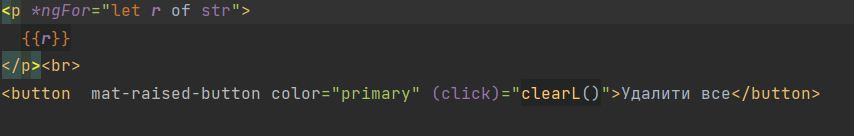 <p *ngFor="let r of str">
{{r}}
</p><br>
<button  mat-raised-button color="primary" (click)="clearL()">Удалити все</button>